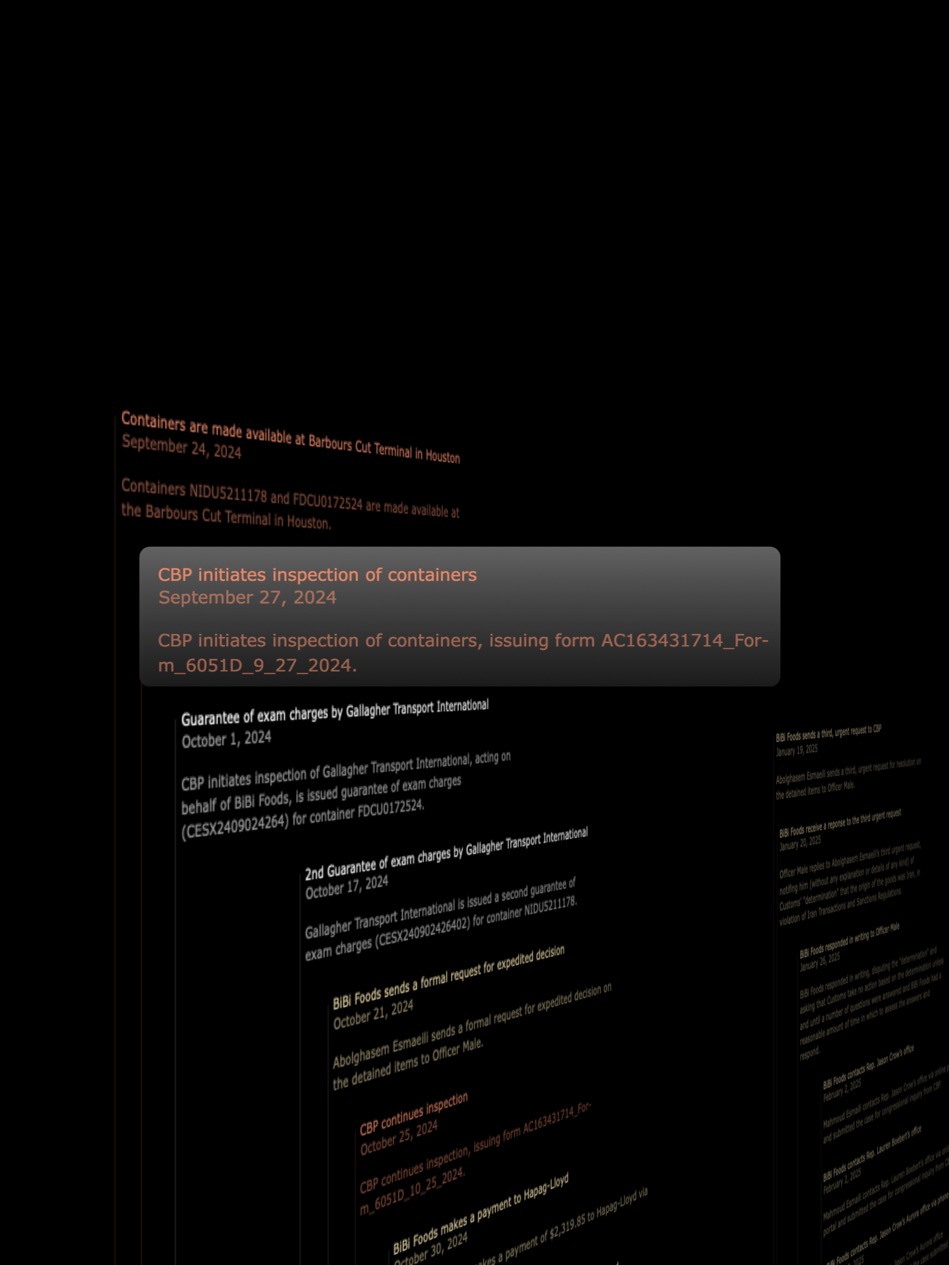 Containers are made available at Barbours Cut Terminal in Houston
September 24, 2024
Containers NIDU5211178 and FDCU0172524 are made available at
the Barbours Cut Terminal in Houston.
CBP initiates inspection of containers
September 27, 2024
CBP initiates inspection of containers, issuing form AC163431714_For-
m_6051D_9_27_2024.
Guarantee of exam charges by Gallagher Transport International
October 1, 2024
CBP initiates inspection of Gallagher Transport International, acting on
behalf of BiBi Foods, is issued guarantee of exam charges
(CESX2409024264) for container FDCU0172524.
2nd Guarantee of exam charges by Gallagher Transport International
October 17, 2024
Gallagher Transport International is issued a second guarantee of
exam charges (CESX240902426402) for container NIDU5211178.
BiBi Foods sends a formal request for expedited decision
October 21, 2024
Abolghasem Esmaeili sends a formal request for expedited decision on
the detained items to Officer Male.
CBP continues inspection
October 25, 2024
CBP continues inspection, issuing form AC163431714_For-
m_6051D_10_25_2024.
BiBi Foods makes a payment to Hapag-Lloyd
October 30, 2024
makes a payment of $2,319.85 to Hapag-Lloyd via
BiBi Foods sends a third, urgent request to CBP
January 19, 2025
Abolghasem Esmaeili sends a third, urgent request for resolution on
the detained items to Officer Male.
BiBi Foods receive a reponse to the third urgent request
January 20, 2025
Officer Male replies to Abolghasem Esmaeili's third urgent request,
notifing him (without any explanation or details of any kind) of
Customs' "determination" that the origin of the goods was Iran, in
violation of Iran Transactions and Sanctions Regulations.
BiBi Foods responded in writing to Officer Male
January 26, 2025
BiBi Foods responded in writing, disputing the "determination" and
asking that Customs take no action based on the determination unless
and until a number of questions were answered and BiBi Foods had a
reasonable amount of time in which to assess the answers and
respond.
BiBi Foods contacts Rep. Jason Crow's office
February 2, 2025
Mahmoud Esmaili contacts Rep. Jason Crow's office via online
and submitted the case for congressional inquiry from CBP
BiBi Foods contacts Rep. Lauren Boebert's office
February 2, 2025
Mahmoud Esmaili contacts Rep. Lauren Boebert's office via
portal and submitted the case for congressional inquiry
BiBi Foods contacts Rep. Jason Crow's Aurora office via